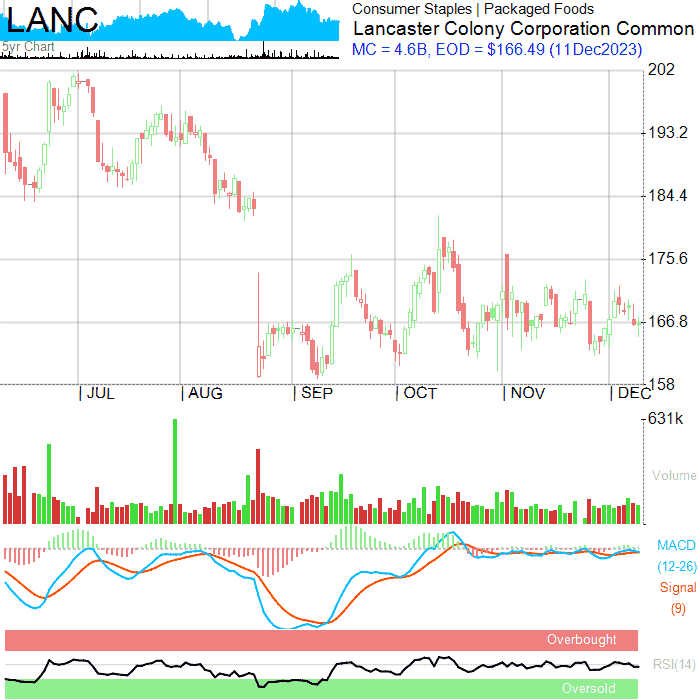 LANC
5yr Chart
Consumer Staples | Packaged Foods
Lancaster Colony Corporation Common
MC = 4.6B, EOD = $166.49 (11Dec2023)
202
193.2
184.4
175.6
166.8
158
| JUL | AUG | SEP | OCT | NOV | DEC
631k
Volume
MACD
(12-26)
Signal
(9)
Overbought
RSI(14)
Oversold